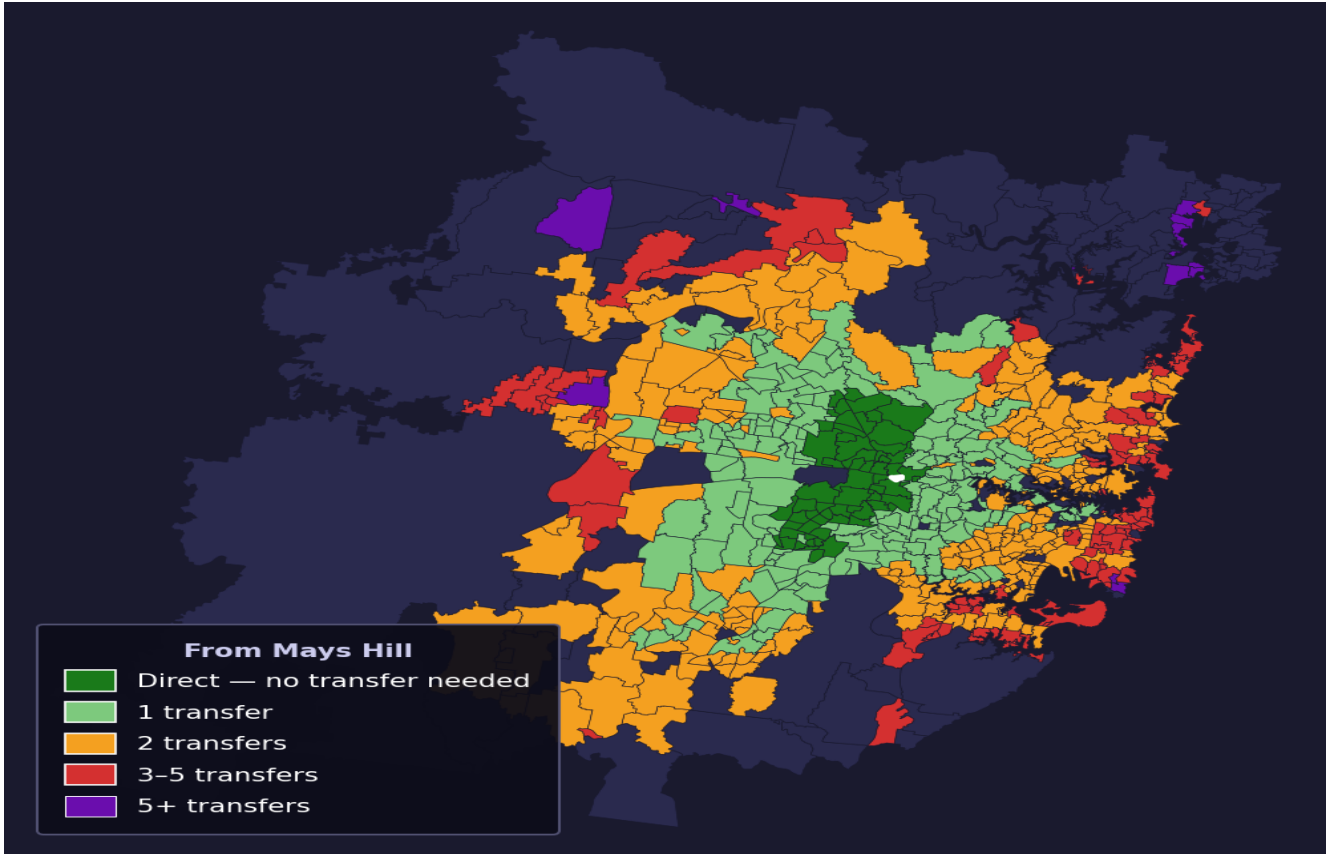 From Mays Hill
Direct — no transfer needed
1 transfer
2 transfers
3–5 transfers
5+ transfers